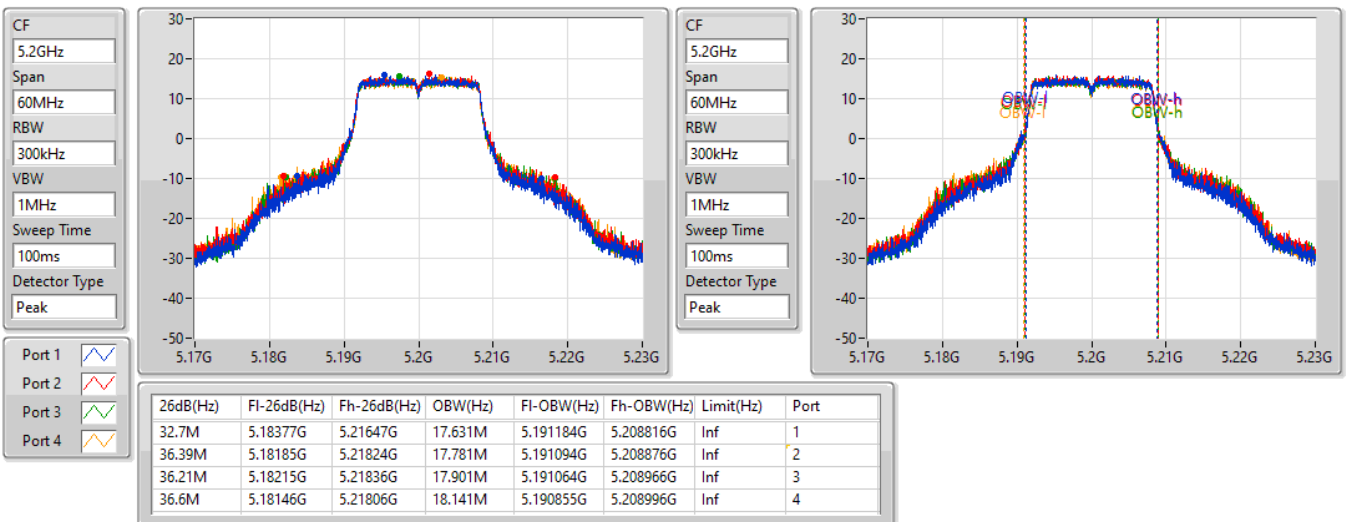 CF
5.2GHz
Span
60MHz
RBW
300kHz
VBW
1MHz
Sweep Time
100ms
Detector Type
Peak
30
20
10
0
-10
-20
-30
-40
-50
5.17G 5.18G 5.19G 5.2G 5.21G 5.22G 5.23G
CF
5.2GHz
Span
60MHz
RBW
300kHz
VBW
1MHz
Sweep Time
100ms
Detector Type
Peak
30
20
10
0
-10
-20
-30
-40
-50
OBW-l OBW-h
OBW-l OBW-h
5.17G 5.18G 5.19G 5.2G 5.21G 5.22G 5.23G
Port 1
Port 2
Port 3
Port 4
26dB(Hz) Fl-26dB(Hz) Fh-26dB(Hz) OBW(Hz) Fl-OBW(Hz) Fh-OBW(Hz) Limit(Hz) Port
32.7M 5.18377G 5.21647G 17.631M 5.191184G 5.208816G Inf 1
36.39M 5.18185G 5.21824G 17.781M 5.191094G 5.208876G Inf 2
36.21M 5.18215G 5.21836G 17.901M 5.191064G 5.208966G Inf 3
36.6M 5.18146G 5.21806G 18.141M 5.190855G 5.208996G Inf 4